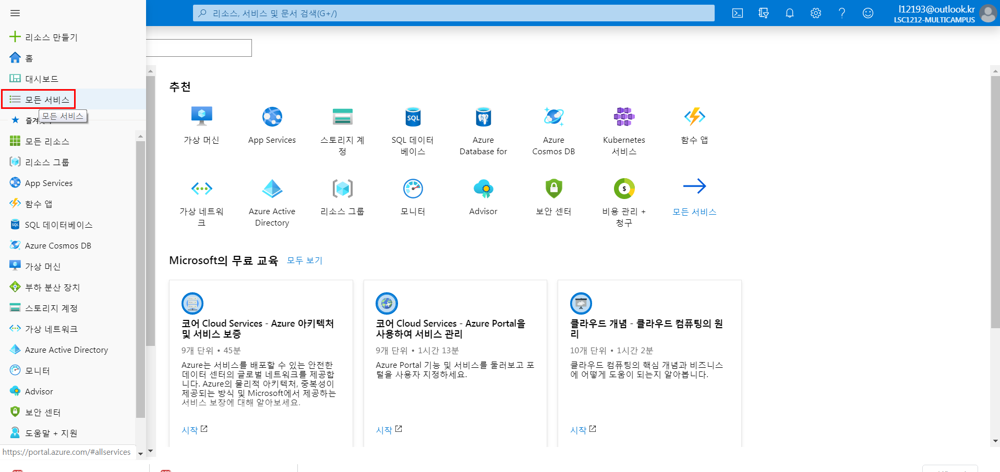 리소스, 서비스 및 문서 검색(G+/)
l12193@outlook.kr
LSC1212-MULTICAMPUS
리소스 만들기
홈
대시보드
모든 서비스
모든 서비스
모든 리소스
리소스 그룹
App Services
함수 앱
SQL 데이터베이스
Azure Cosmos DB
가상 머신
부하 분산 장치
스토리지 계정
가상 네트워크
Azure Active Directory
모니터
Advisor
보안 센터
도움말 + 지원
https://portal.azure.com/#allservices
추천
가상 머신
App Services
스토리지 계
정
SQL 데이터
베이스
Azure
Database for
Azure
Cosmos DB
Kubernetes
서비스
함수 앱
가상 네트워
크
Azure Active
Directory
리소스 그룹
모니터
Advisor
보안 센터
비용 관리 +
청구
모든 서비스
Microsoft의 무료 교육 모두 보기
코어 Cloud Services - Azure 아키텍처
및 서비스 보증
9개 단위 • 45분
Azure는 서비스를 배포할 수 있는 안전한
데이터 센터의 글로벌 네트워크를 제공합
니다. Azure의 물리적 아키텍처, 중복성이
제공되는 방식 및 Microsoft에서 제공하는
서비스 보장에 대해 알아보세요.
시작
코어 Cloud Services - Azure Portal을
사용하여 서비스 관리
9개 단위 • 1시간 13분
Azure Portal 기능 및 서비스를 둘러보고 포
털을 사용자 지정하세요.
시작
클라우드 개념 - 클라우드 컴퓨팅의 원
리
10개 단위 • 1시간 2분
클라우드 컴퓨팅의 핵심 개념과 비즈니스
에 어떻게 도움이 되는지 알아봅니다.
시작